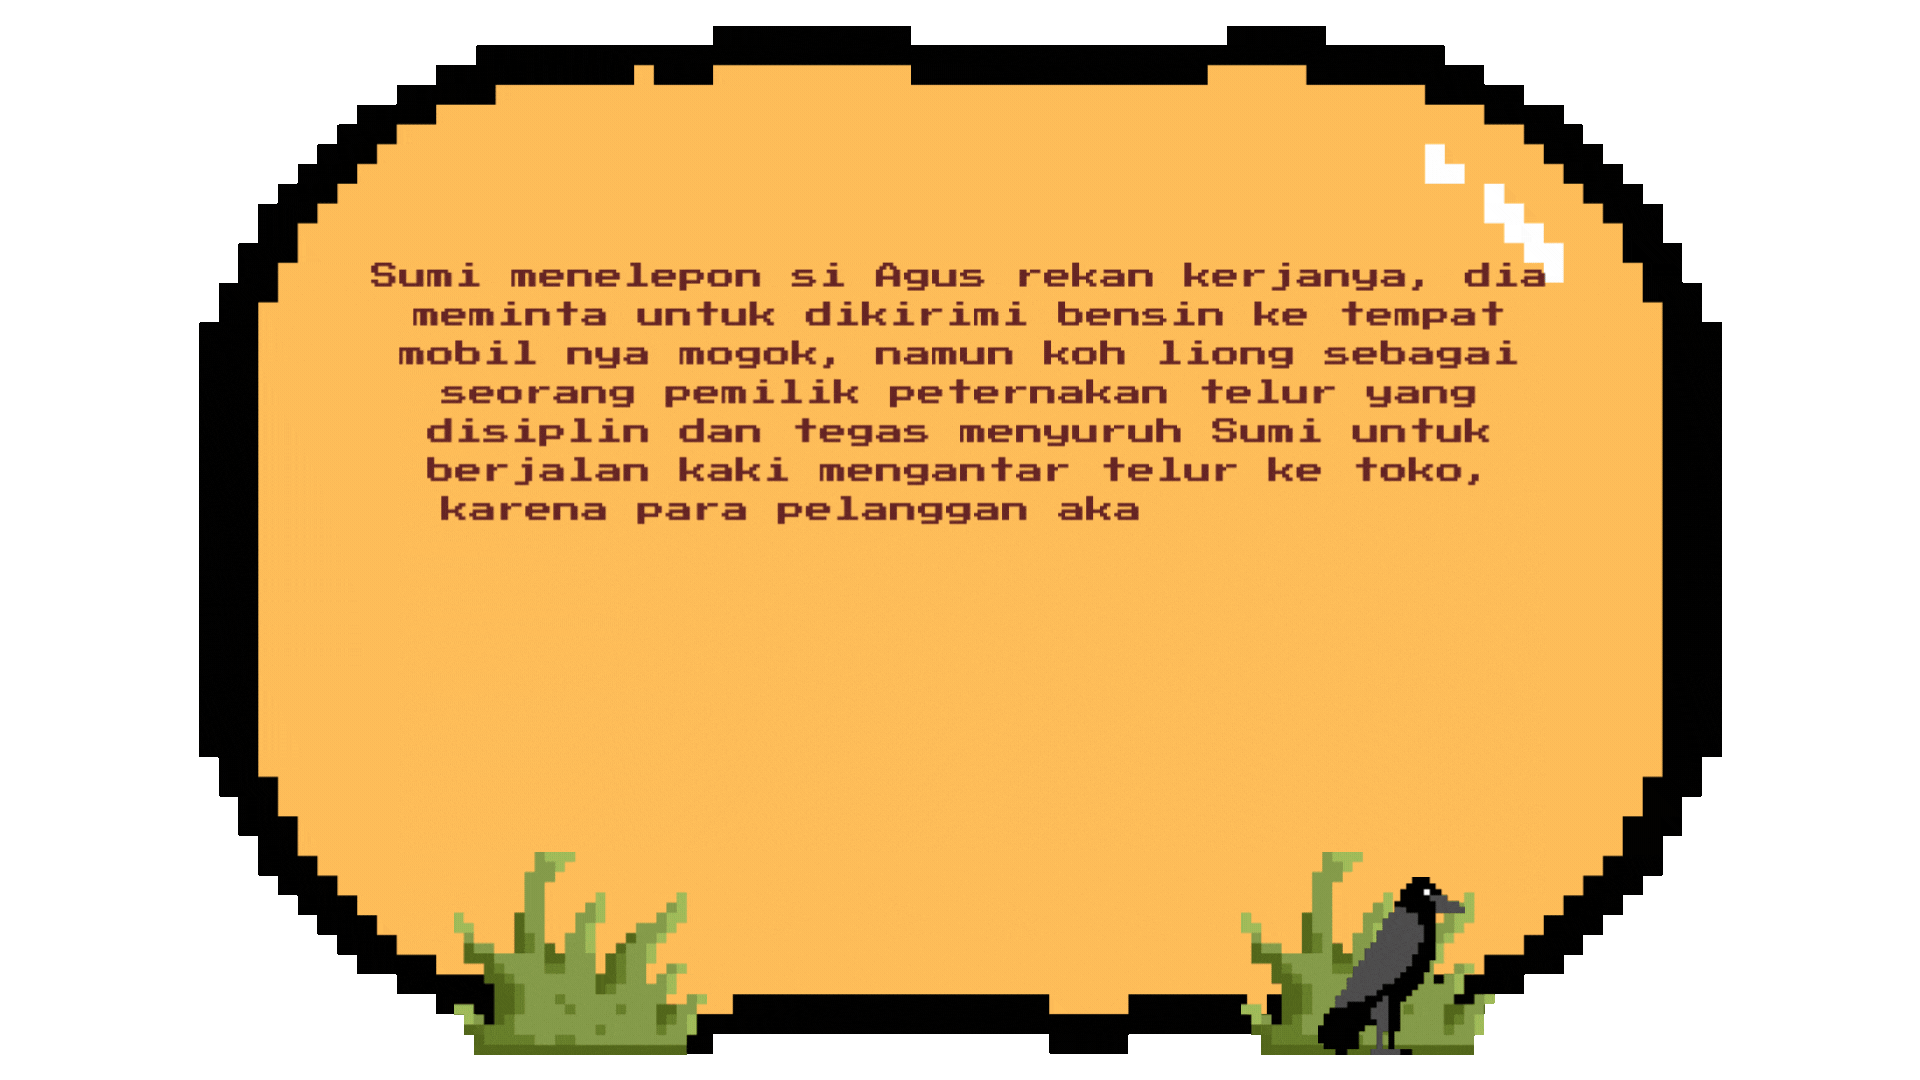 Sumi menelepon si Agus rekan kerjanya, dia
meminta untuk dikirimi bensin ke tempat
mobil nya mogok, namun koh liong sebagai
seorang pemilik peternakan telur yang
disiplin dan tegas menyuruh Sumi untuk
berjalan kaki mengantar telur ke toko,
karena para pelanggan aka